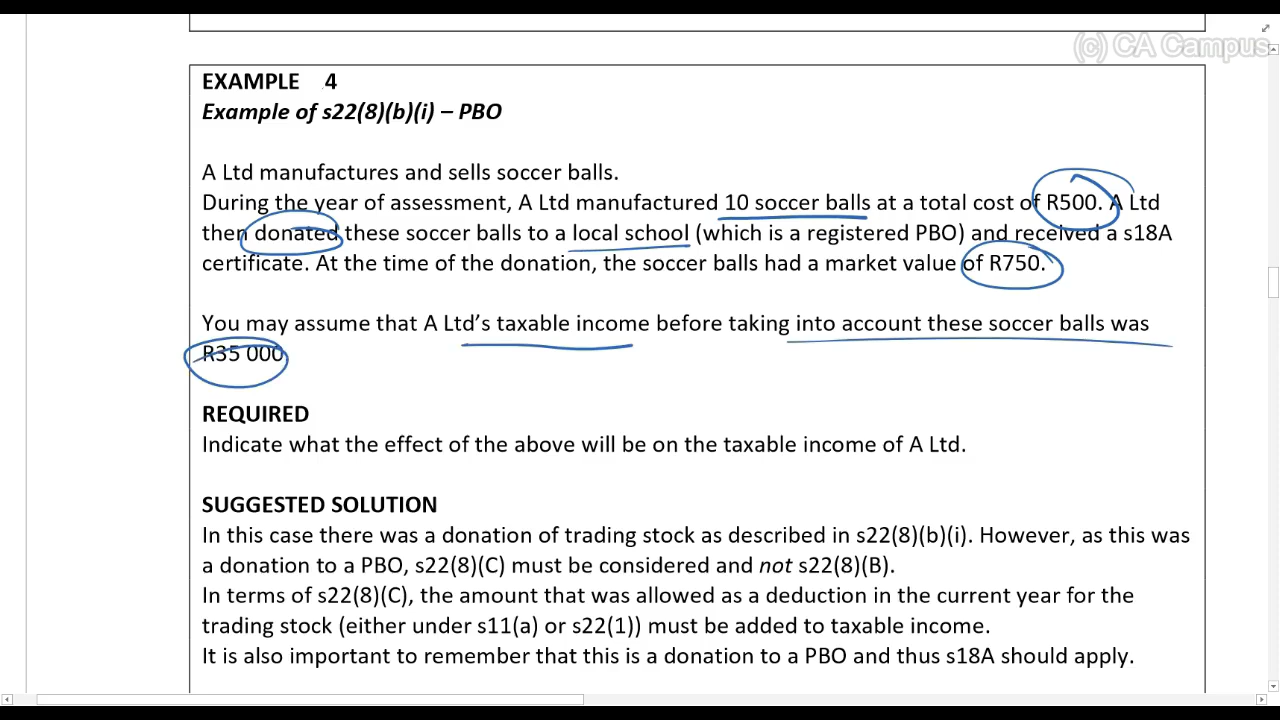 (c) CA Campus
EXAMPLE 4
Example of s22(8)(b)(i) – PBO
A Ltd manufactures and sells soccer balls.
During the year of assessment, A Ltd manufactured 10 soccer balls at a total cost of R500. A Ltd
then donated these soccer balls to a local school (which is a registered PBO) and received a s18A
certificate. At the time of the donation, the soccer balls had a market value of R750.
You may assume that A Ltd's taxable income before taking into account these soccer balls was
R35 000
REQUIRED
Indicate what the effect of the above will be on the taxable income of A Ltd.
SUGGESTED SOLUTION
In this case there was a donation of trading stock as described in s22(8)(b)(i). However, as this was
a donation to a PBO, s22(8)(C) must be considered and not s22(8)(B).
In terms of s22(8)(C), the amount that was allowed as a deduction in the current year for the
trading stock (either under s11(a) or s22(1)) must be added to taxable income.
It is also important to remember that this is a donation to a PBO and thus s18A should apply.